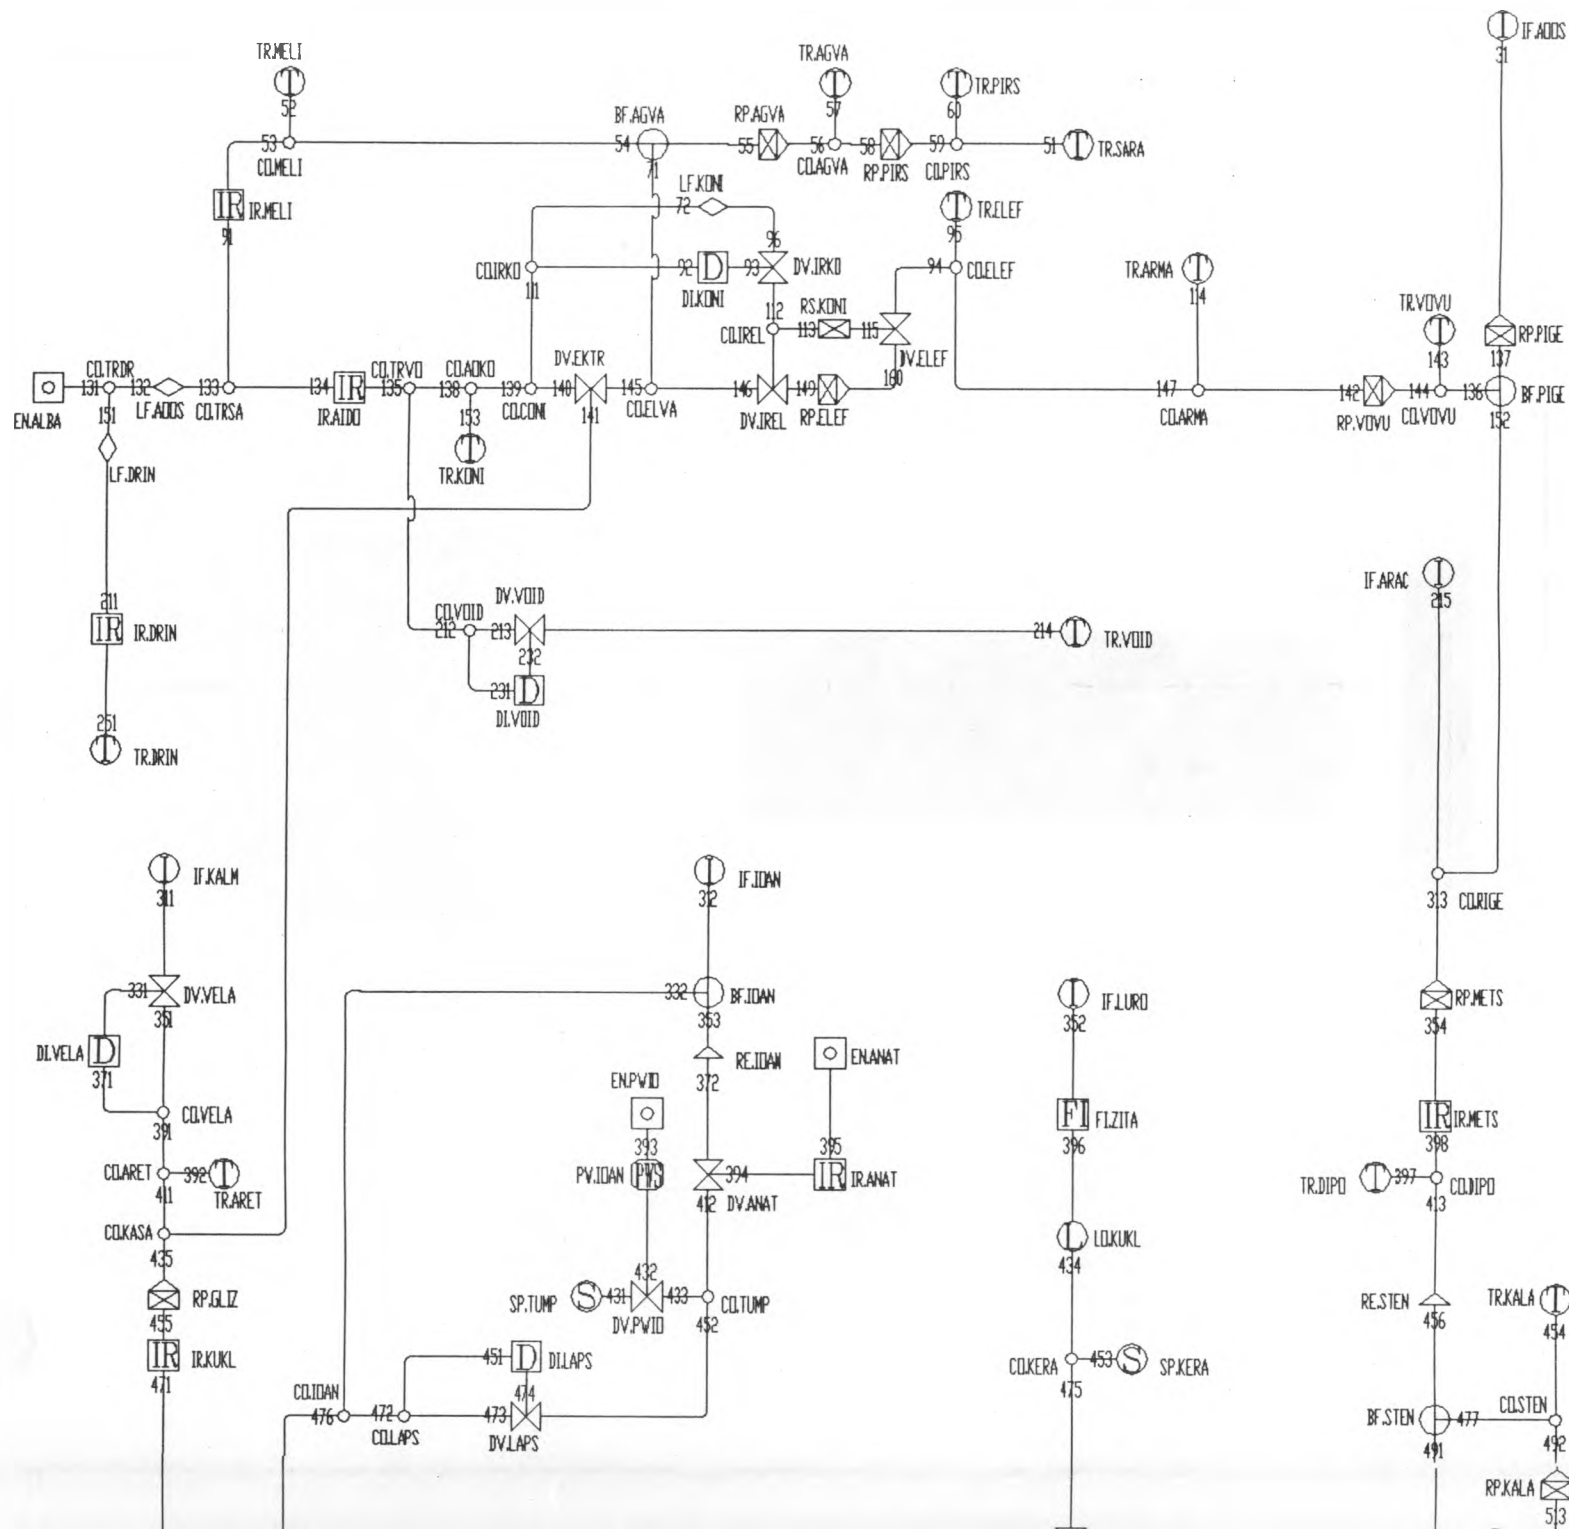 IF.AOOS
31
TR.MELI
52
TR.AGVA
57
TR.PIRS
60
BF.AGVA
RP.AGVA
53
54
55
56
58
59
51
TR.SARA
CO.MELI
71
CO.AGVA
RP.PIRS
CO.PIRS
LF.KONI
72
IR
IR.MELI
91
TR.ELEF
95
96
CO.IRKO
92
D
93
DV.IRKO
94
CO.ELEF
TR.ARMA
114
111
DI.KONI
112
RS.KONI
TR.VOVU
143
CO.IREL
113
115
RP.PIGE
137
DV.ELEF
160
CO.TRDR
CO.TRVO
CO.AOKO
DV.EKTR
131
132
133
134
IR
135
138
139
140
145
146
149
147
142
144
136
BF.PIGE
EN.ALBA
151
LF.AOOS
CO.TRSA
IR.AIDO
153
CO.CONI
141
CO.ELVA
DV.IREL
RP.ELEF
CO.ARMA
RP.VOVU
CO.VOVU
152
LF.DRIN
TR.KONI
IF.ARAC
215
211
IR
IR.DRIN
DV.VOID
CO.VOID
212
213
214
TR.VOID
232
231
D
DI.VOID
251
TR.DRIN
IF.KALM
311
IF.IOAN
312
313
CO.RIGE
331
DV.VELA
351
332
BF.IOAN
353
IF.LURO
352
RP.METS
354
DI.VELA
D
371
RE.IOAN
372
EN.ANAT
EN.PWIO
CO.VELA
391
393
395
FI
FI.ZITA
396
IR
IR.METS
398
CO.ARET
392
TR.ARET
411
PV.IOAN
PWS
394
IR
IR.ANAT
412
DV.ANAT
TR.DIPO
397
CO.DIPO
413
CO.KASA
435
L
LO.KUKL
434
432
RP.GLIZ
455
SP.TUMP
S
431
433
CO.TUMP
DV.PWIO
452
RE.STEN
456
TR.KALA
454
IR
IR.KUKL
471
451
D
DI.LAPS
474
CO.KERA
453
S
SP.KERA
475
CO.IOAN
476
472
473
CO.LAPS
DV.LAPS
BF.STEN
477
CO.STEN
491
492
RP.KALA
513